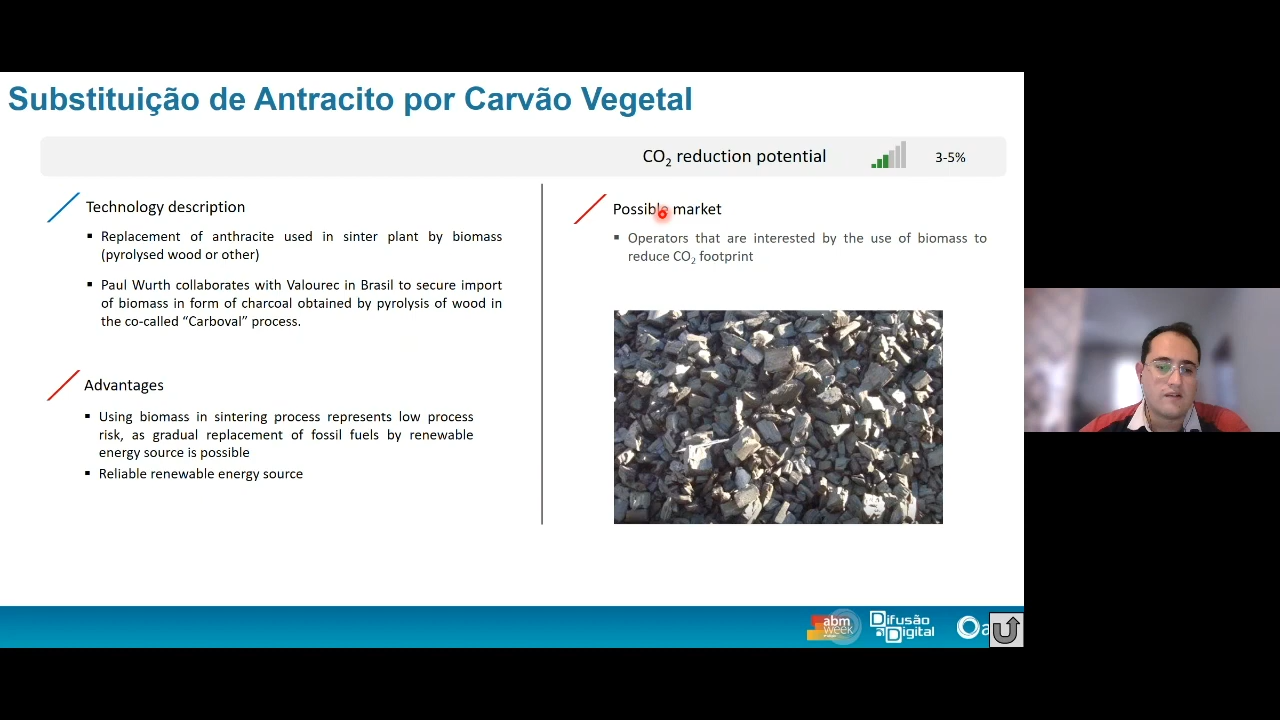 Substituição de Antracito por Carvão Vegetal
CO₂ reduction potential
3-5%
Technology description
▪ Replacement of anthracite used in sinter plant by biomass
(pyrolysed wood or other)
▪ Paul Wurth collaborates with Valourec in Brasil to secure import
of biomass in form of charcoal obtained by pyrolysis of wood in
the co-called “Carboval” process.
Advantages
▪ Using biomass in sintering process represents low process
risk, as gradual replacement of fossil fuels by renewable
energy source is possible
▪ Reliable renewable energy source
Possible market
▪ Operators that are interested by the use of biomass to
reduce CO₂ footprint
abm
week
Difusão
Digital